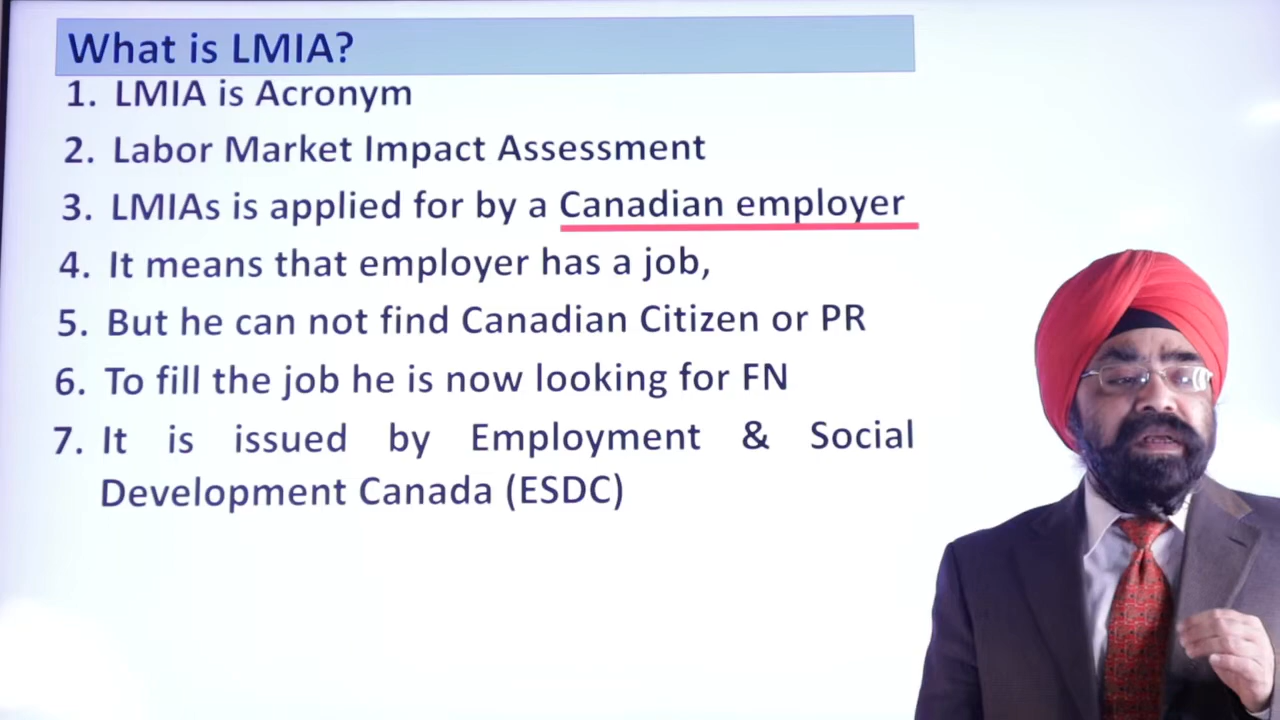 What is LMIA?
1. LMIA is Acronym
2. Labor Market Impact Assessment
3. LMIAs is applied for by a Canadian employer
4. It means that employer has a job,
5. But he can not find Canadian Citizen or PR
6. To fill the job he is now looking for FN
7. It is issued by Employment & Social
Development Canada (ESDC)